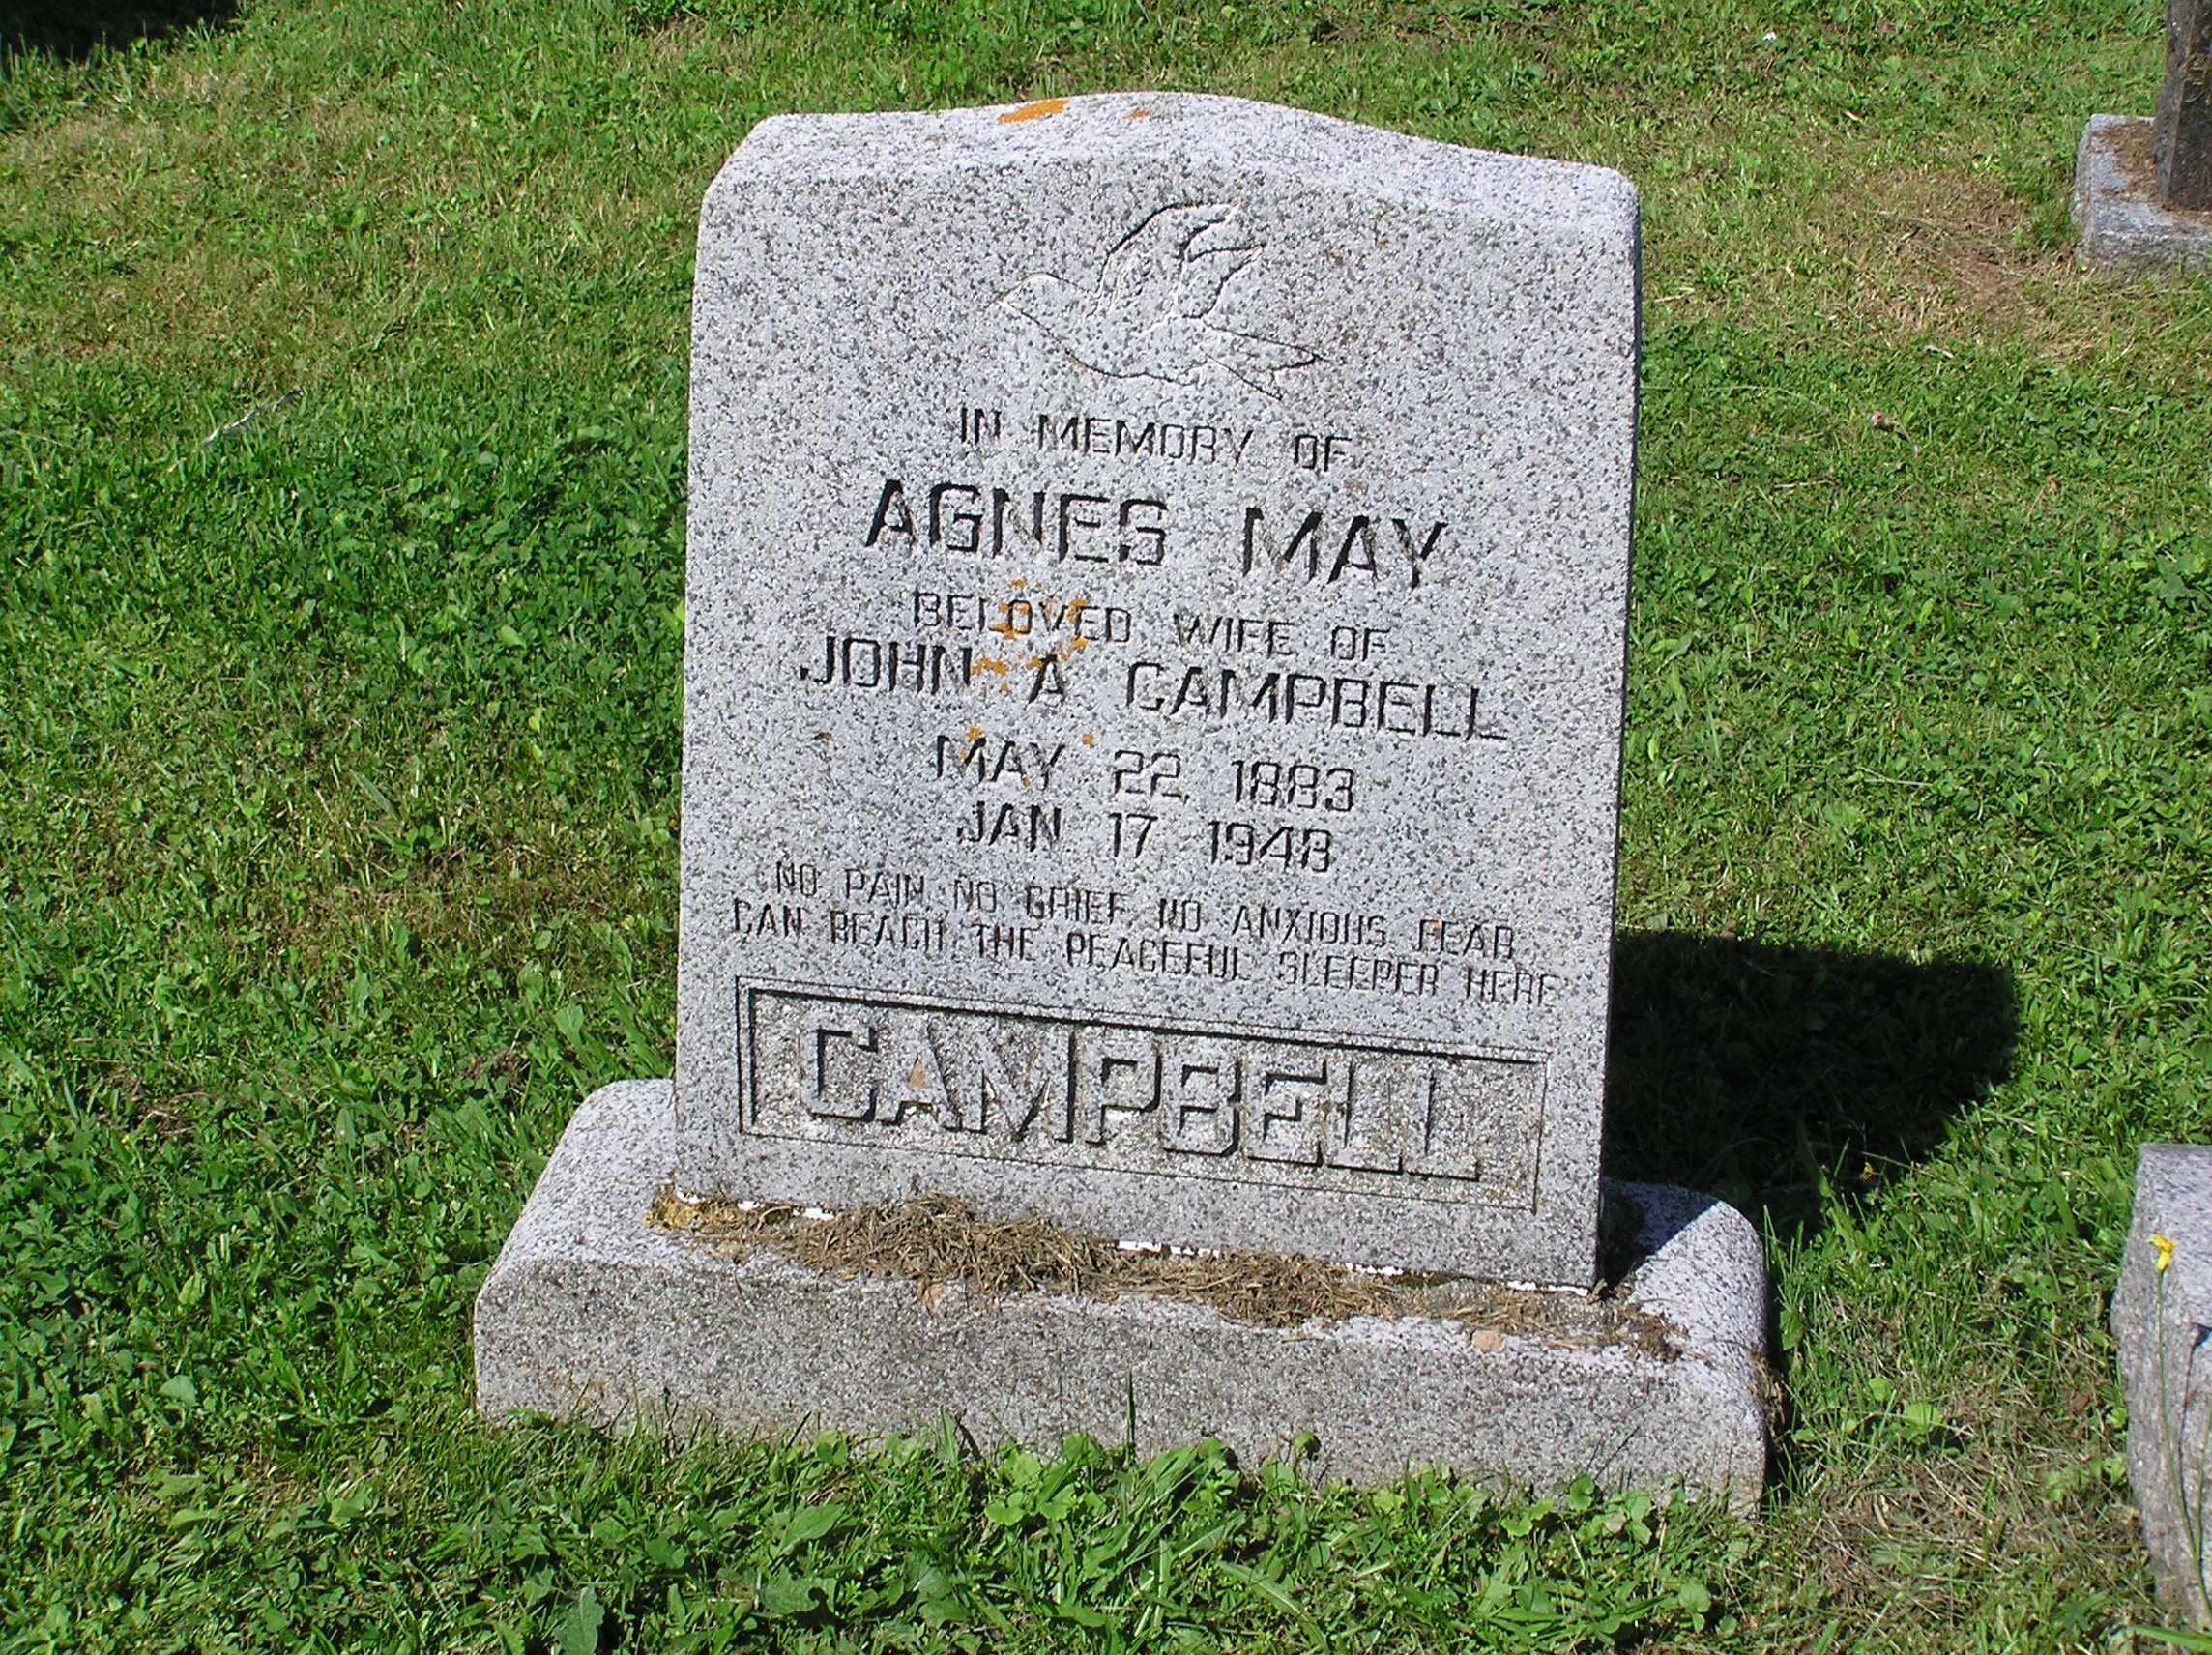 IN MEMORY OF
AGNES MAY
BELOVED WIFE OF
JOHN A CAMPBELL
MAY 22, 1883
JAN. 17, 1948
NO PAIN, NO GRIEF, NO ANXIOUS FEAR
CAN REACH THE PEACEFUL SLEEPER HERE
CAMPBELL